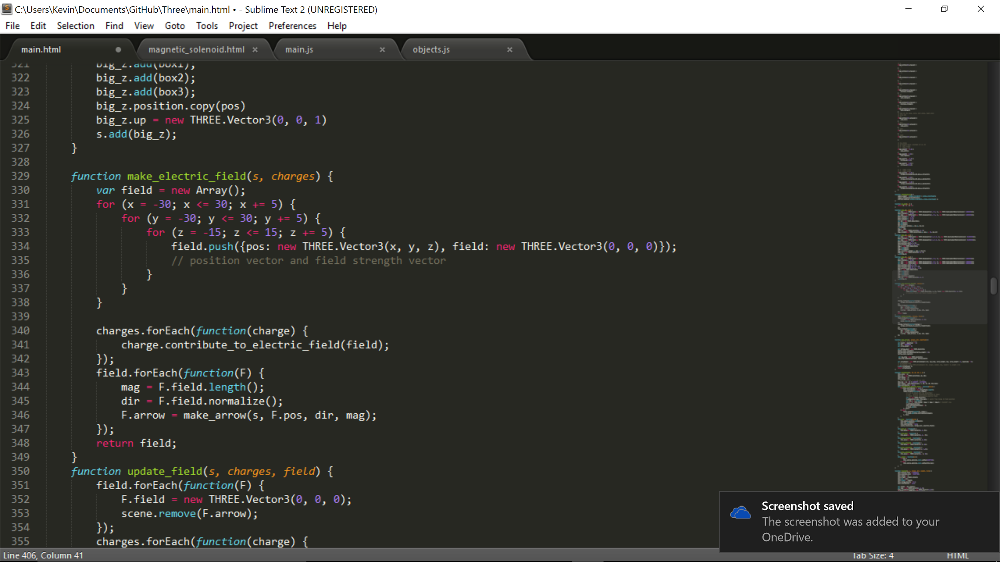 C:\Users\Kevin\Documents\GitHub\Three\main.html • - Sublime Text 2 (UNREGISTERED)
File Edit Selection Find View Goto Tools Project Preferences Help
main.html magnetic_solenoid.html main.js objects.js
321 big_z.add(box1);
322 big_z.add(box2);
323 big_z.add(box3);
324 big_z.position.copy(pos)
325 big_z.up = new THREE.Vector3(0, 0, 1)
326 s.add(big_z);
327 }
328
329 function make_electric_field(s, charges) {
330 var field = new Array();
331 for (x = -30; x <= 30; x += 5) {
332 for (y = -30; y <= 30; y += 5) {
333 for (z = -15; z <= 15; z += 5) {
334 field.push({pos: new THREE.Vector3(x, y, z), field: new THREE.Vector3(0, 0, 0)});
335 // position vector and field strength vector
336 }
337 }
338 }
339
340 charges.forEach(function(charge) {
341 charge.contribute_to_electric_field(field);
342 });
343 field.forEach(function(F) {
344 mag = F.field.length();
345 dir = F.field.normalize();
346 F.arrow = make_arrow(s, F.pos, dir, mag);
347 });
348 return field;
349 }
350 function update_field(s, charges, field) {
351 field.forEach(function(F) {
352 F.field = new THREE.Vector3(0, 0, 0);
353 scene.remove(F.arrow);
354 });
355 charges.forEach(function(charge) {
Screenshot saved
The screenshot was added to your
OneDrive.
Line 406, Column 41 Tab Size: 4 HTML